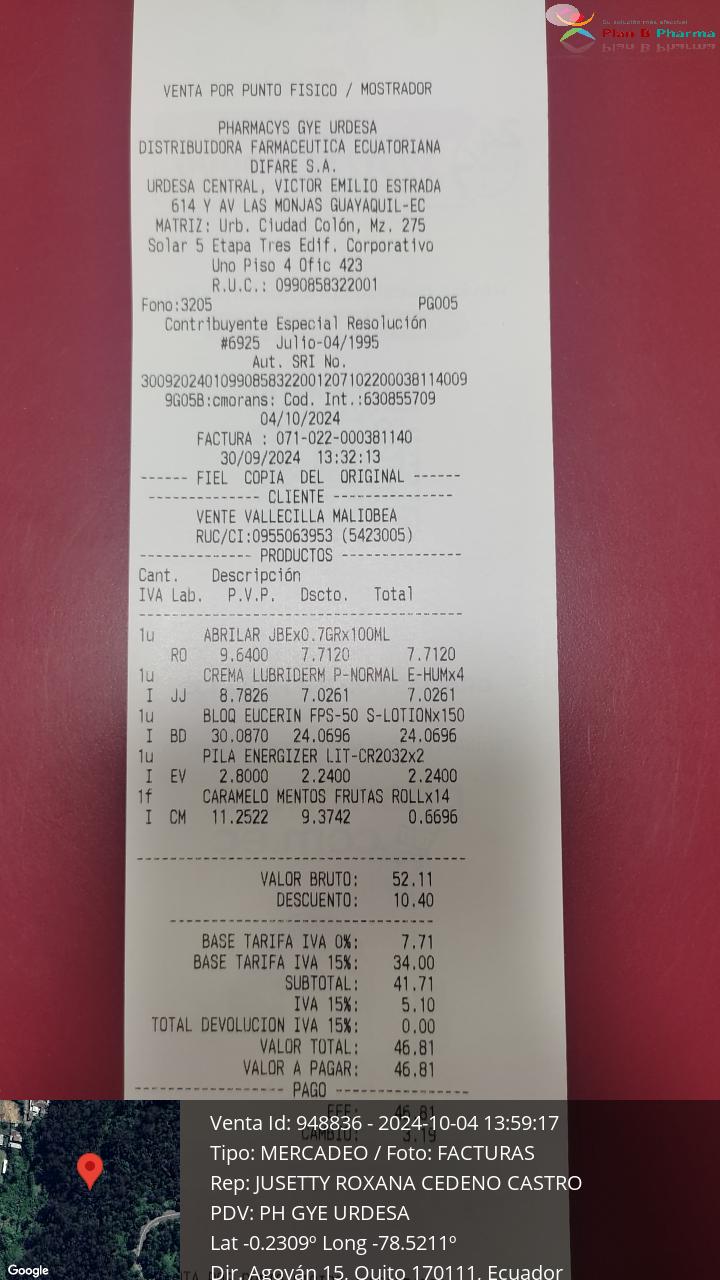 Su solución más efectiva!
Plan B Pharma
VENTA POR PUNTO FISICO / MOSTRADOR
PHARMACYS GYE URDESA
DISTRIBUIDORA FARMACEUTICA ECUATORIANA
DIFARE S.A.
URDESA CENTRAL, VICTOR EMILIO ESTRADA
614 Y AV LAS MONJAS GUAYAQUIL-EC
MATRIZ: Urb. Ciudad Colón, Mz. 275
Solar 5 Etapa Tres Edif. Corporativo
Uno Piso 4 Ofic 423
R.U.C.: 0990858322001
Fono:3205 PG005
Contribuyente Especial Resolución
#6925 Julio-04/1995
Aut. SRI No.
30092024010990858322001207102200038114009
9G05B:cmorans: Cod. Int.:630855709
04/10/2024
FACTURA : 071-022-000381140
30/09/2024 13:32:13
------ FIEL COPIA DEL ORIGINAL ------
-------------- CLIENTE ---------------
VENTE VALLECILLA MALIOBEA
RUC/CI:0955063953 (5423005)
-------------- PRODUCTOS ---------------
Cant. Descripción
IVA Lab. P.V.P. Dscto. Total
1u ABRILAR JBEx0.7GRx100ML
RO 9.6400 7.7120 7.7120
1u CREMA LUBRIDERM P-NORMAL E-HUMx4
I JJ 8.7826 7.0261 7.0261
1u BLOQ EUCERIN FPS-50 S-LOTIONx150
I BD 30.0870 24.0696 24.0696
1u PILA ENERGIZER LIT-CR2032x2
I EV 2.8000 2.2400 2.2400
1f CARAMELO MENTOS FRUTAS ROLLx14
I CM 11.2522 9.3742 0.6696
VALOR BRUTO: 52.11
DESCUENTO: 10.40
BASE TARIFA IVA 0%: 7.71
BASE TARIFA IVA 15%: 34.00
SUBTOTAL: 41.71
IVA 15%: 5.10
TOTAL DEVOLUCION IVA 15%: 0.00
VALOR TOTAL: 46.81
VALOR A PAGAR: 46.81
--------------- PAGO ----------------
EFE: 46.81
CAMBIO: 3.19
Venta Id: 948836 - 2024-10-04 13:59:17
Tipo: MERCADEO / Foto: FACTURAS
Rep: JUSETTY ROXANA CEDENO CASTRO
PDV: PH GYE URDESA
Lat -0.2309º Long -78.5211º
Dir. Agoyán 15, Quito 170111, Ecuador
Google